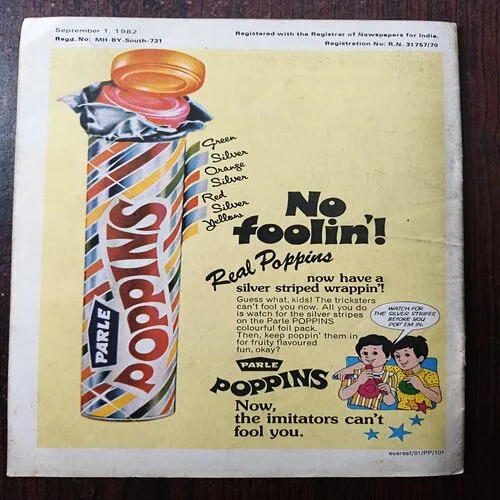 September 1, 1982
Regd. No: MH-BY-South-731
Registered with the Registrar of Newspapers for India.
Registration No: R.N. 31757/70
Green
Silver
Orange
Silver
Red
Silver
Yellow
PARLE
POPPINS
No
foolin'!
Real Poppins
now have a
silver striped wrappin'!
Guess what, kids! The tricksters
can't fool you now. All you do
is watch for the silver stripes
on the Parle POPPINS
colourful foil pack.
Then, keep poppin' them in
for fruity flavoured
fun, okay?
WATCH FOR
THE SILVER STRIPES
BEFORE YOU
POP EM IN.
PARLE
POPPINS
Now,
the imitators can't
fool you.
everest/81/PP/101